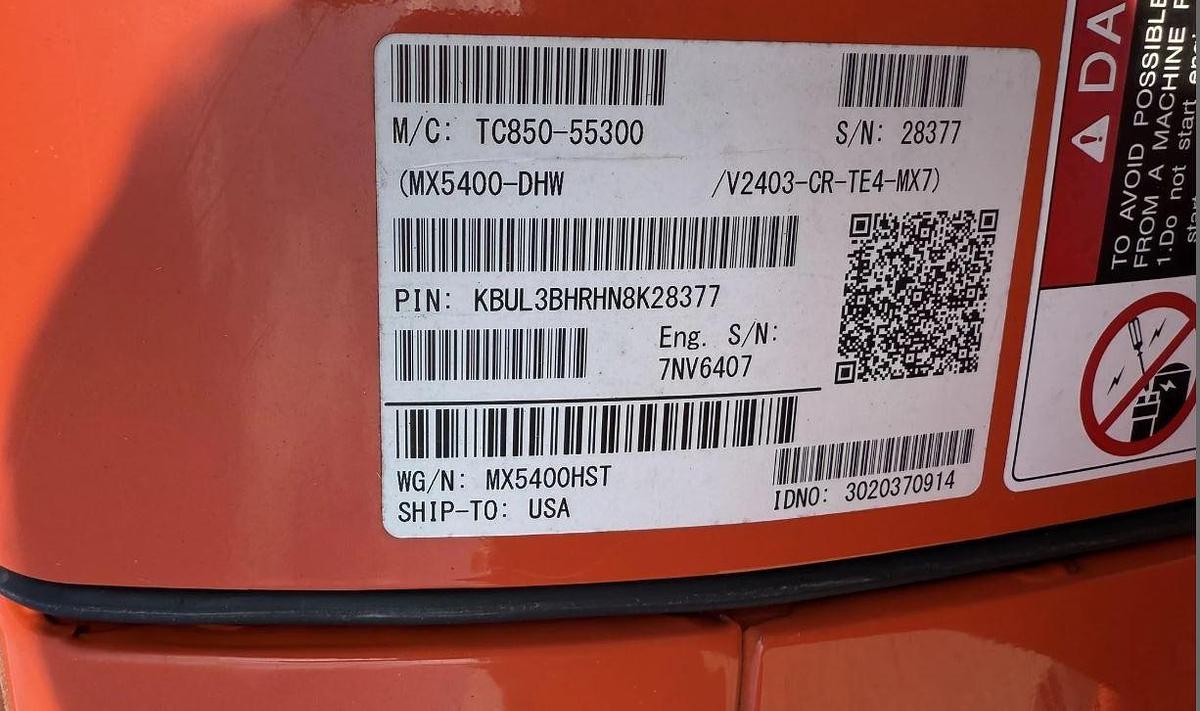 M/C: TC850-55300
S/N: 28377
(MX5400-DHW /V2403-CR-TE4-MX7)
PIN: KBUL3BHRHN8K28377
Eng. S/N:
7NV6407
WG/N: MX5400HST
SHIP-TO: USA
IDNO: 3020370914
DA
TO AVOID POSSIBLE
FROM A MACHINE
1.Do not start